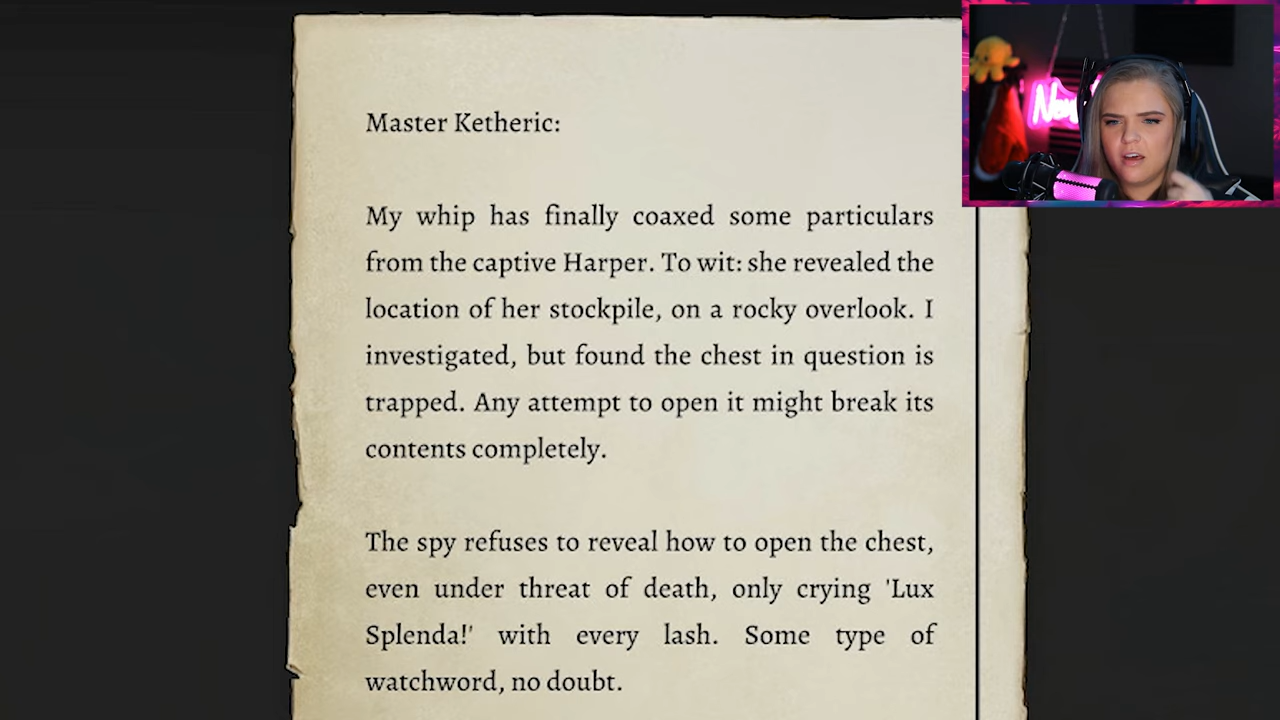 Master Ketheric:
My whip has finally coaxed some particulars
from the captive Harper. To wit: she revealed the
location of her stockpile, on a rocky overlook. I
investigated, but found the chest in question is
trapped. Any attempt to open it might break its
contents completely.
The spy refuses to reveal how to open the chest,
even under threat of death, only crying 'Lux
Splenda!' with every lash. Some type of
watchword, no doubt.